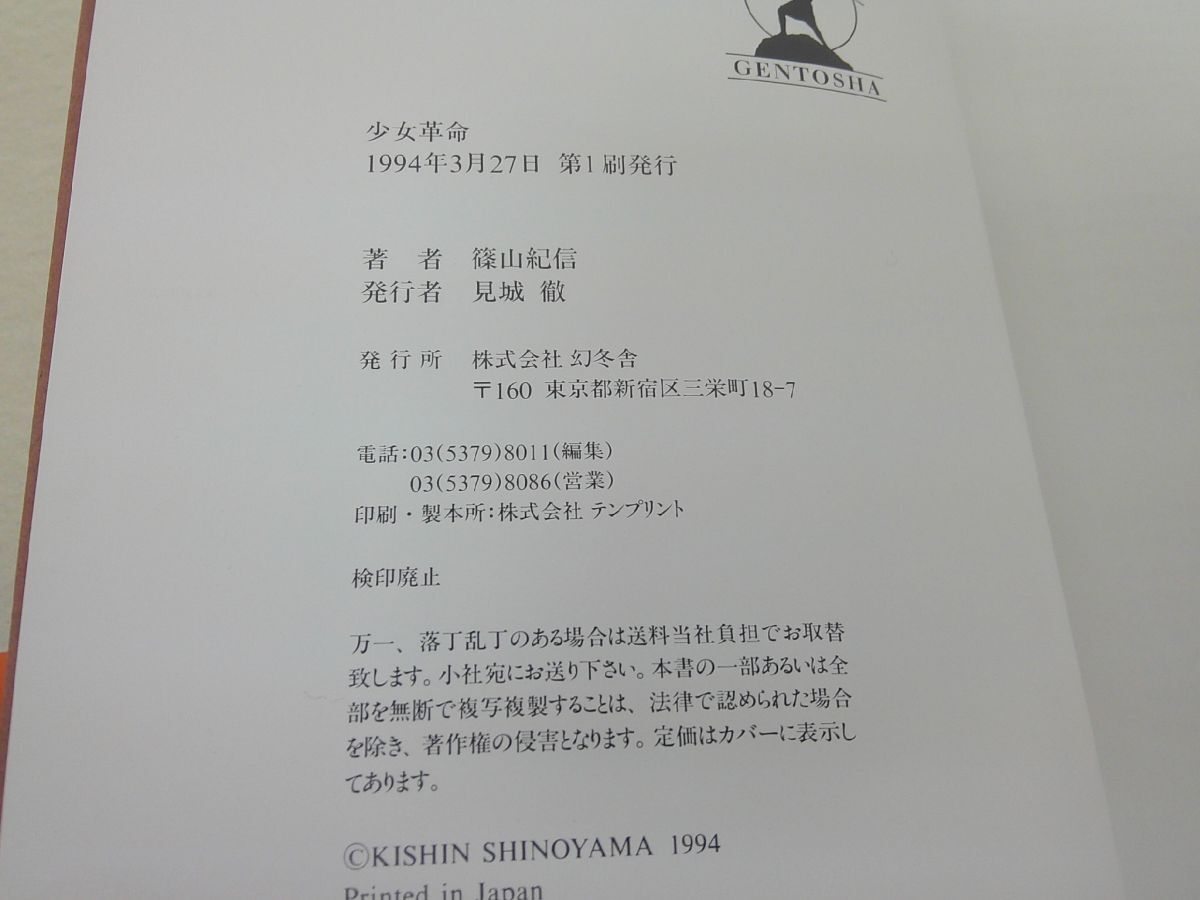 GENTOSHA
少女革命
1994年3月27日 第1刷発行
著 者 篠山紀信
発行者 見城 徹
発行所 株式会社 幻冬舎
〒160 東京都新宿区三栄町18-7
電話:03(5379)8011(編集)
03(5379)8086(営業)
印刷・製本所:株式会社 テンプリント
検印廃止
万一、落丁乱丁のある場合は送料当社負担でお取替
致します。小社宛にお送り下さい。本書の一部あるいは全
部を無断で複写複製することは、法律で認められた場合
を除き、著作権の侵害となります。定価はカバーに表示し
てあります。
©KISHIN SHINOYAMA 1994
Printed in Japan